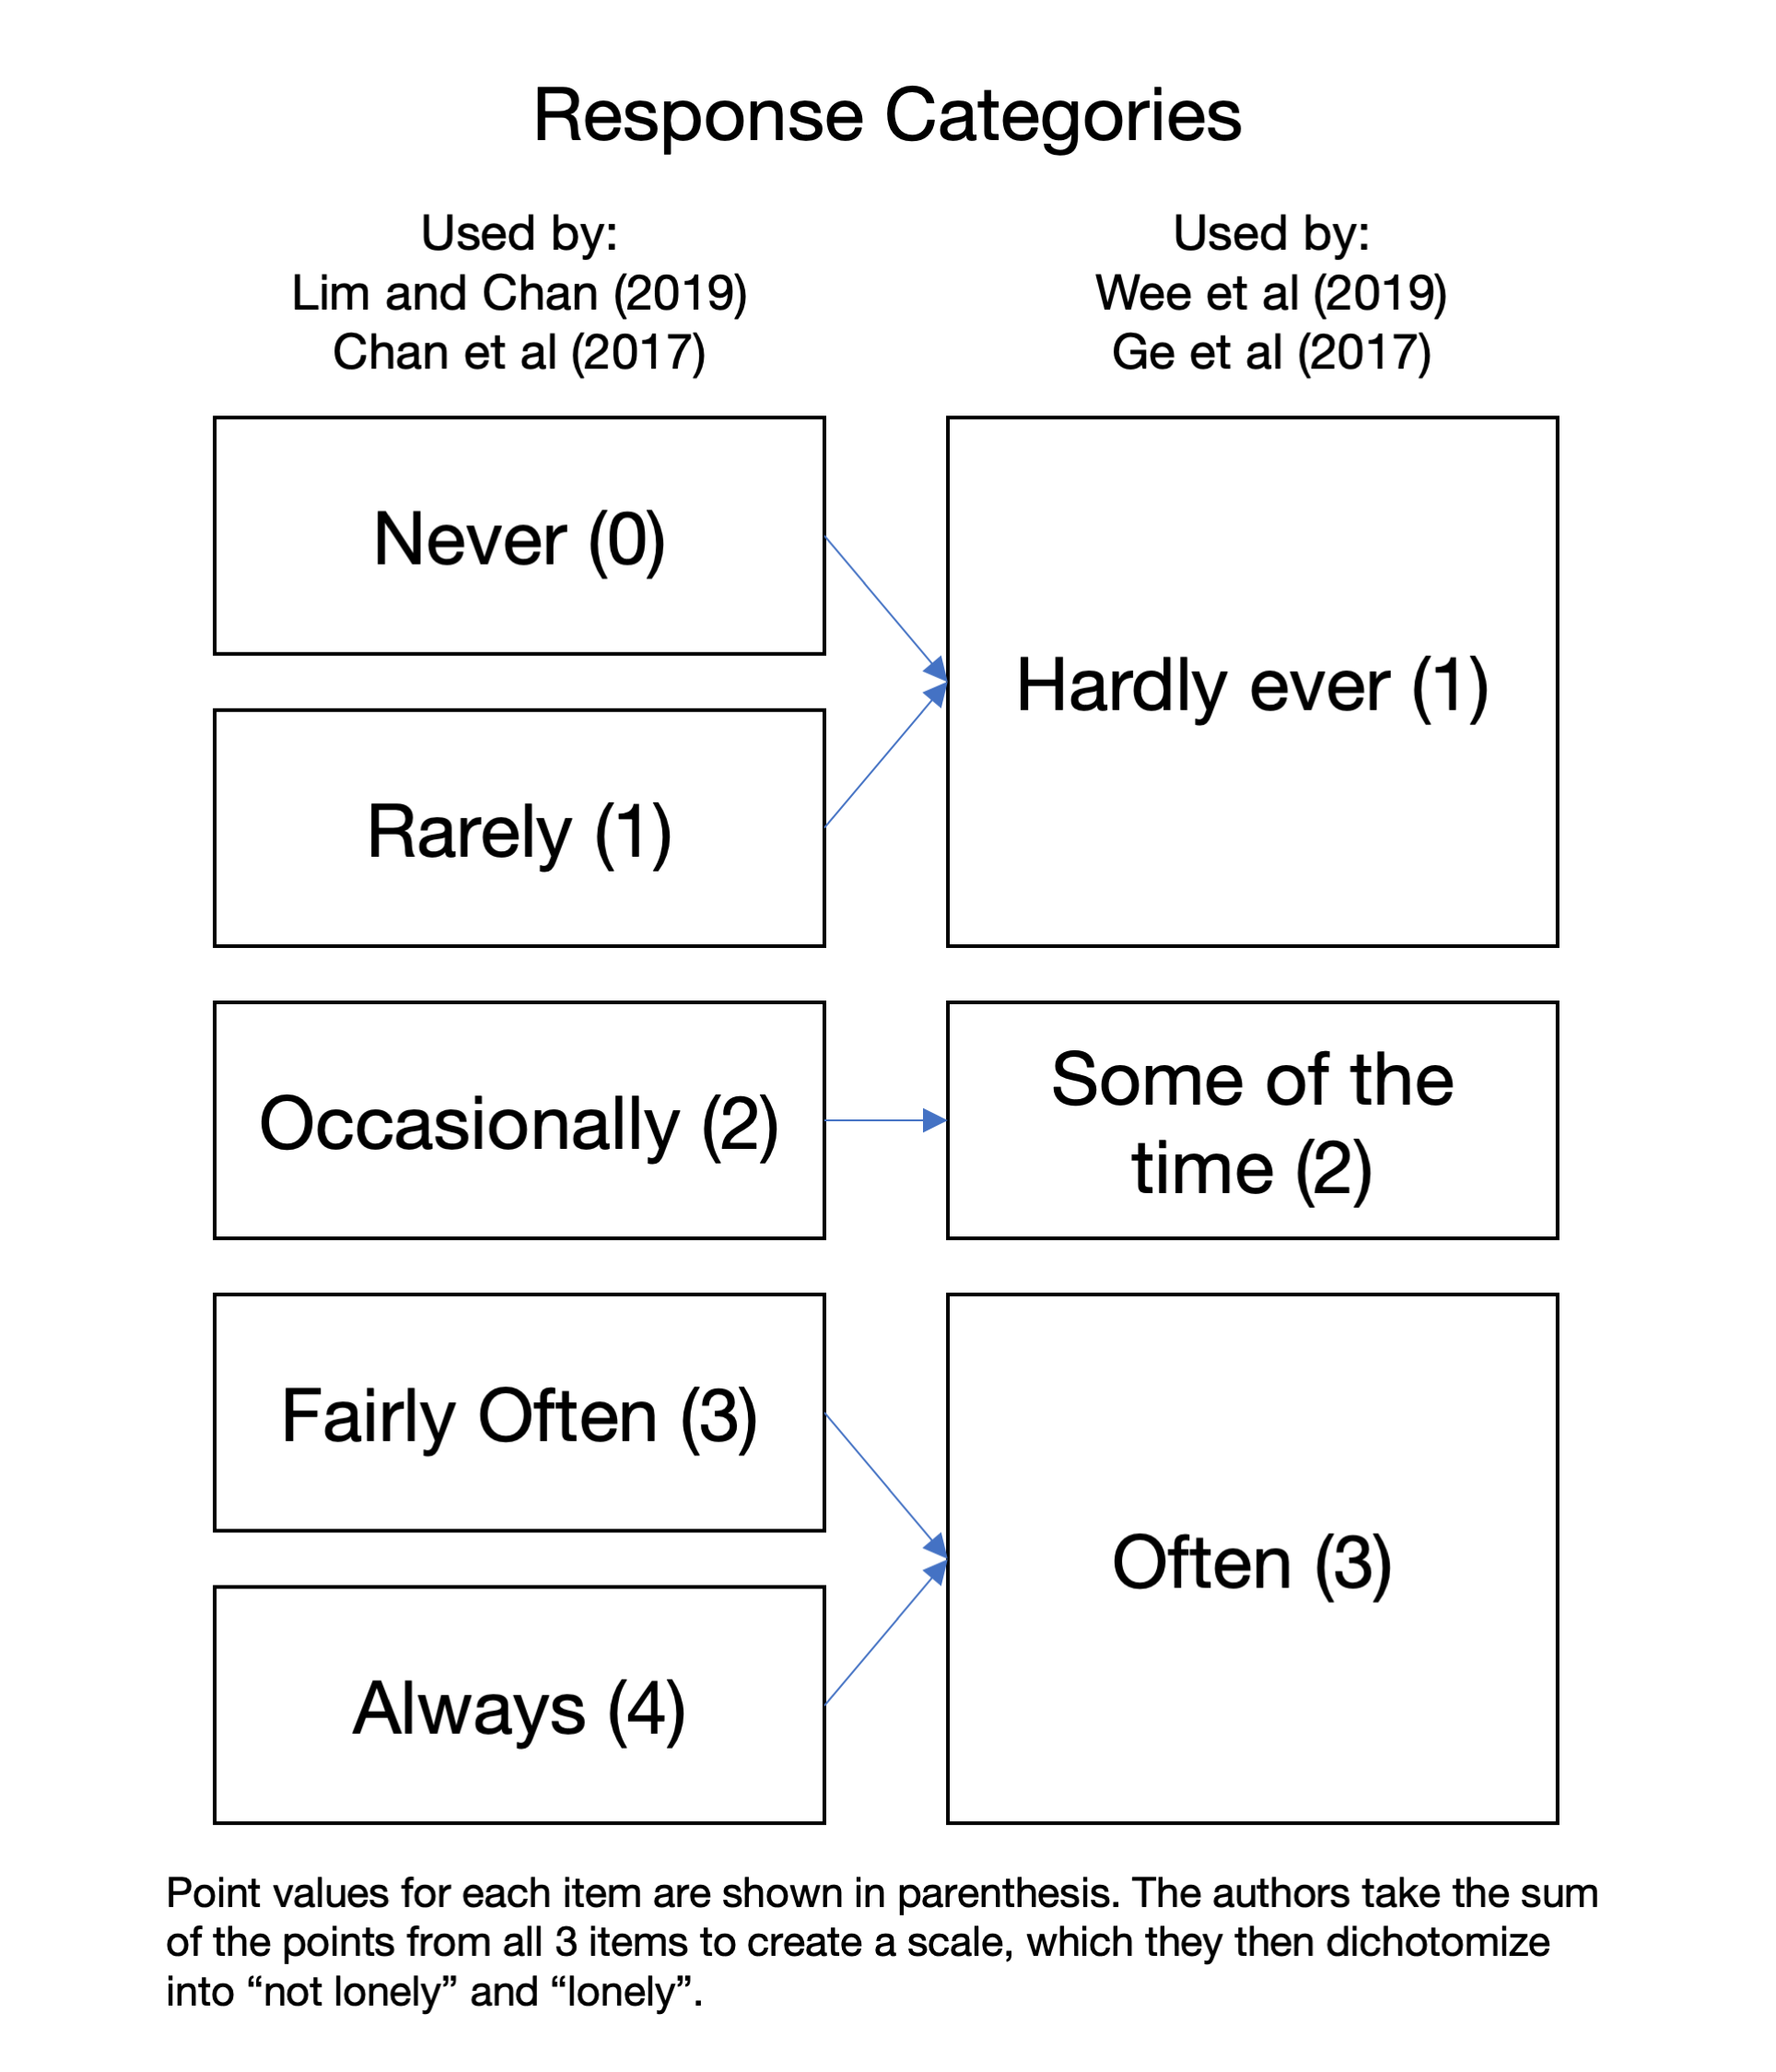 Response Categories
Used by:
Lim and Chan (2019)
Chan et al (2017)
Used by:
Wee et al (2019)
Ge et al (2017)
Never (0)
Rarely (1)
Hardly ever (1)
Occasionally (2)
Some of the
time (2)
Fairly Often (3)
Always (4)
Often (3)
Point values for each item are shown in parenthesis. The authors take the sum
of the points from all 3 items to create a scale, which they then dichotomize
into “not lonely” and “lonely”.